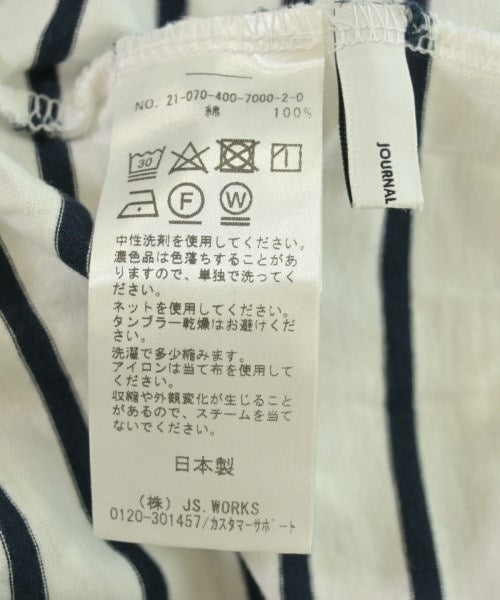 NO. 21-070-400-7000-2-0
綿 100%
30
F W
中性洗剤を使用してください。
濃色品は色落ちすることがあ
りますので、単独で洗ってく
ださい。
ネットを使用してください。
タンブラー乾燥はお避けくだ
さい。
洗濯で多少縮みます。
アイロンは当て布を使用して
ください。
収縮や外観変化が生じること
があるので、スチームを当て
ないでください。
日本製
(株) JS. WORKS
0120-301457/カスタマーサポート
JOURNAL